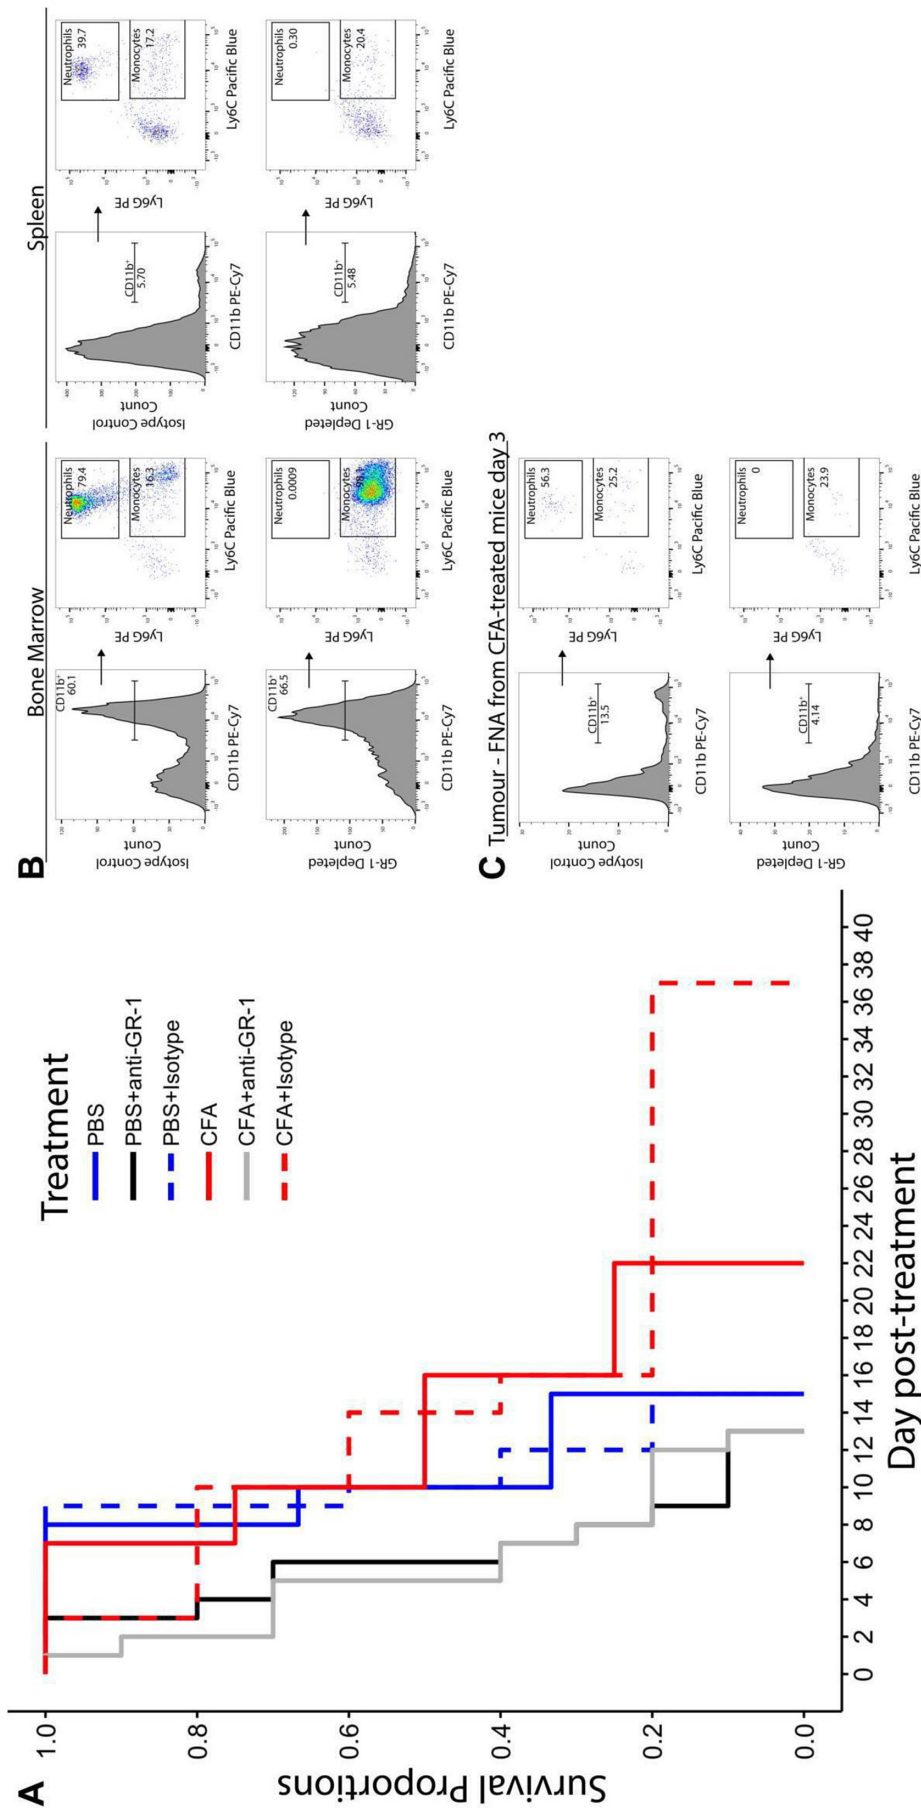 A
Survival Proportions
1.0
0.8
0.6
0.4
0.2
0.0
0 2 4 6 8 10 12 14 16 18 20 22 24 26 28 30 32 34 36 38 40
Day post-treatment
Treatment
PBS
PBS+anti-GR-1
PBS+Isotype
CFA
CFA+anti-GR-1
CFA+Isotype
B
Bone Marrow
Isotype Control
Count
CD11b+
60.1
CD11b PE-Cy7
Ly6G PE
Neutrophils
79.4
Monocytes
16.3
Ly6C Pacific Blue
GR-1 Depleted
Count
CD11b+
66.5
CD11b PE-Cy7
Ly6G PE
Neutrophils
0.0009
Monocytes
Ly6C Pacific Blue
Spleen
Isotype Control
Count
CD11b+
5.70
CD11b PE-Cy7
Ly6G PE
Neutrophils
39.7
Monocytes
17.2
Ly6C Pacific Blue
GR-1 Depleted
Count
CD11b+
5.48
CD11b PE-Cy7
Ly6G PE
Neutrophils
0.30
Monocytes
20.4
Ly6C Pacific Blue
C
Tumour - FNA from CFA-treated mice day 3
Isotype Control
Count
CD11b+
13.5
CD11b PE-Cy7
Ly6G PE
Neutrophils
56.3
Monocytes
25.2
Ly6C Pacific Blue
GR-1 Depleted
Count
CD11b+
4.14
CD11b PE-Cy7
Ly6G PE
Neutrophils
0
Monocytes
23.9
Ly6C Pacific Blue